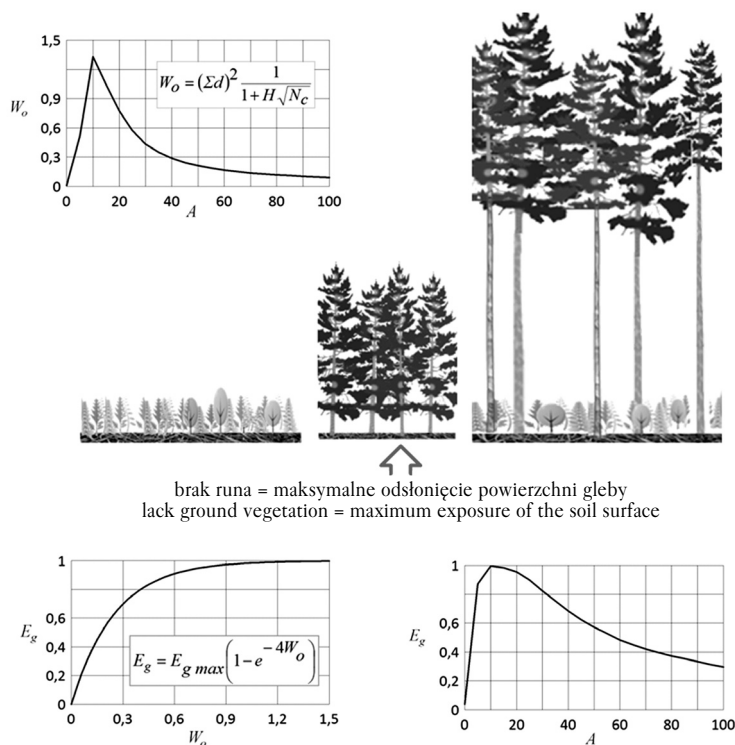 1,5
0,9
0,6
0,3
0
W_o
W_o = (Σd)² 1 / (1 + H√N_c)
0 20 40 60 80 100
A
brak runa = maksymalne odsłonięcie powierzchni gleby
lack ground vegetation = maximum exposure of the soil surface
1
0,6
0,4
0,2
0
E_g
E_g = E_g max (1 − e^−4W_o)
0 0,3 0,6 0,9 1,2 1,5
W_o
1
0,6
0,4
0,2
0
E_g
0 20 40 60 80 100
A